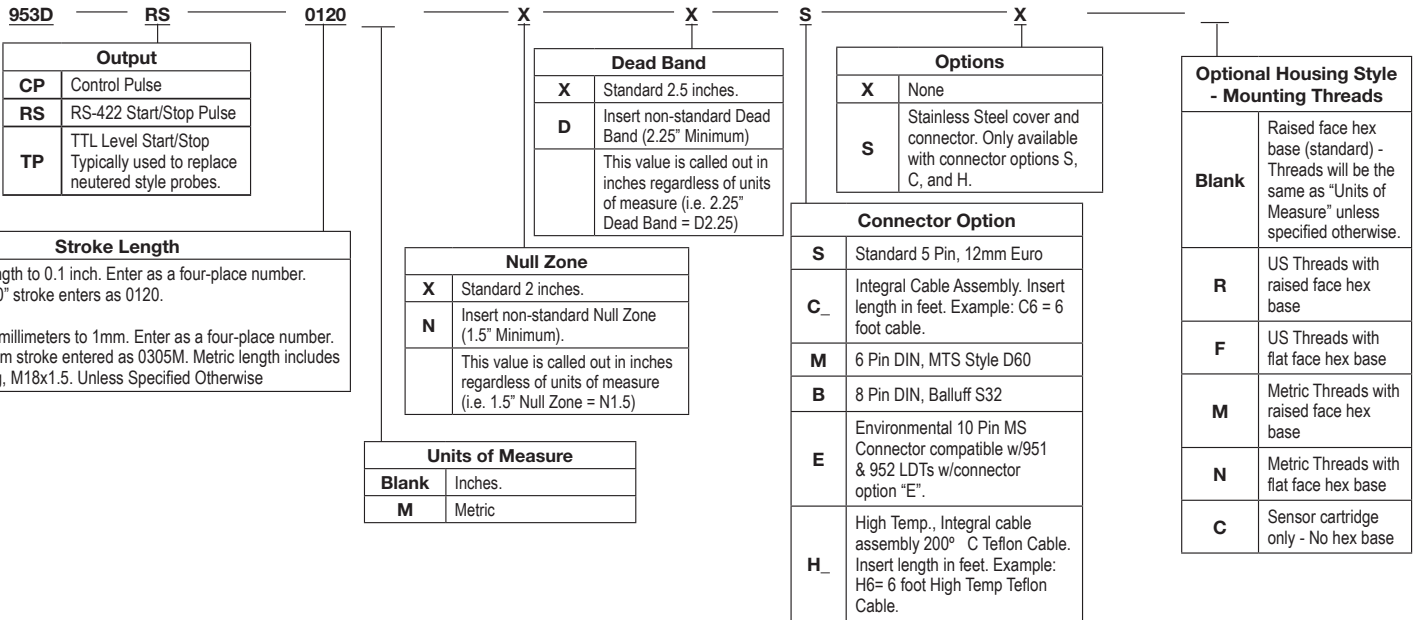 953D RS 0120 X X S X
Output
CP Control Pulse
RS RS-422 Start/Stop Pulse
TP TTL Level Start/Stop
Typically used to replace
neutered style probes.
Stroke Length
gth to 0.1 inch. Enter as a four-place number.
0” stroke enters as 0120.
millimeters to 1mm. Enter as a four-place number.
m stroke entered as 0305M. Metric length includes
g, M18x1.5. Unless Specified Otherwise
Units of Measure
Blank Inches.
M Metric
Null Zone
X Standard 2 inches.
N Insert non-standard Null Zone
(1.5” Minimum).
This value is called out in inches
regardless of units of measure
(i.e. 1.5” Null Zone = N1.5)
Dead Band
X Standard 2.5 inches.
D Insert non-standard Dead
Band (2.25” Minimum)
This value is called out in
inches regardless of units
of measure (i.e. 2.25”
Dead Band = D2.25)
Options
X None
S Stainless Steel cover and
connector. Only available
with connector options S,
C, and H.
Connector Option
S Standard 5 Pin, 12mm Euro
C_ Integral Cable Assembly. Insert
length in feet. Example: C6 = 6
foot cable.
M 6 Pin DIN, MTS Style D60
B 8 Pin DIN, Balluff S32
E Environmental 10 Pin MS
Connector compatible w/951
& 952 LDTs w/connector
option “E”.
H_ High Temp., Integral cable
assembly 200º C Teflon Cable.
Insert length in feet. Example:
H6= 6 foot High Temp Teflon
Cable.
Optional Housing Style
- Mounting Threads
Blank Raised face hex
base (standard) -
Threads will be the
same as “Units of
Measure” unless
specified otherwise.
R US Threads with
raised face hex
base
F US Threads with
flat face hex base
M Metric Threads with
raised face hex
base
N Metric Threads with
flat face hex base
C Sensor cartridge
only - No hex base